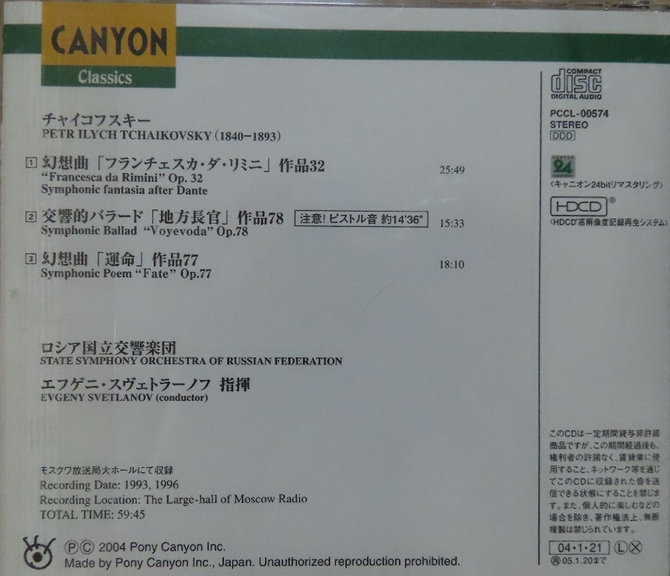 CANYON
Classics
チャイコフスキー
PETR ILYCH TCHAIKOVSKY (1840–1893)
1 幻想曲「フランチェスカ・ダ・リミニ」作品32
"Francesca da Rimini" Op. 32 25:49
Symphonic fantasia after Dante
2 交響的バラード「地方長官」作品78 注意!ピストル音 約14'36"
Symphonic Ballad "Voyevoda" Op.78 15:33
3 幻想曲「運命」作品77
Symphonic Poem "Fate" Op.77 18:10
ロシア国立交響楽団
STATE SYMPHONY ORCHESTRA OF RUSSIAN FEDERATION
エフゲニ・スヴェトラーノフ 指揮
EVGENY SVETLANOV (conductor)
モスクワ放送局大ホールにて収録
Recording Date: 1993, 1996
Recording Location: The Large-hall of Moscow Radio
TOTAL TIME: 59:45
ⓅⒸ 2004 Pony Canyon Inc.
Made by Pony Canyon Inc., Japan. Unauthorized reproduction prohibited.
COMPACT
disc
DIGITAL AUDIO
PCCL-00574
STEREO
DDD
24
〈キャニオン24bitリマスタリング〉
HDCD®
〈HDCD®高解像度記録再生システム〉
このCDは一定期間貸与非許諾
商品ですが、この期間経過後も、
権利者の許諾なく、賃貸業に使
用すること、ネットワーク等を通じ
てこのCDに収録された音を送
信できる状態にすることを禁じま
す。また、個人的に楽しむなどの
場合を除き、著作権法上、無断
複製は禁じられています。
04・1・21 Ⓛ Ⓧ
05.1.20まで